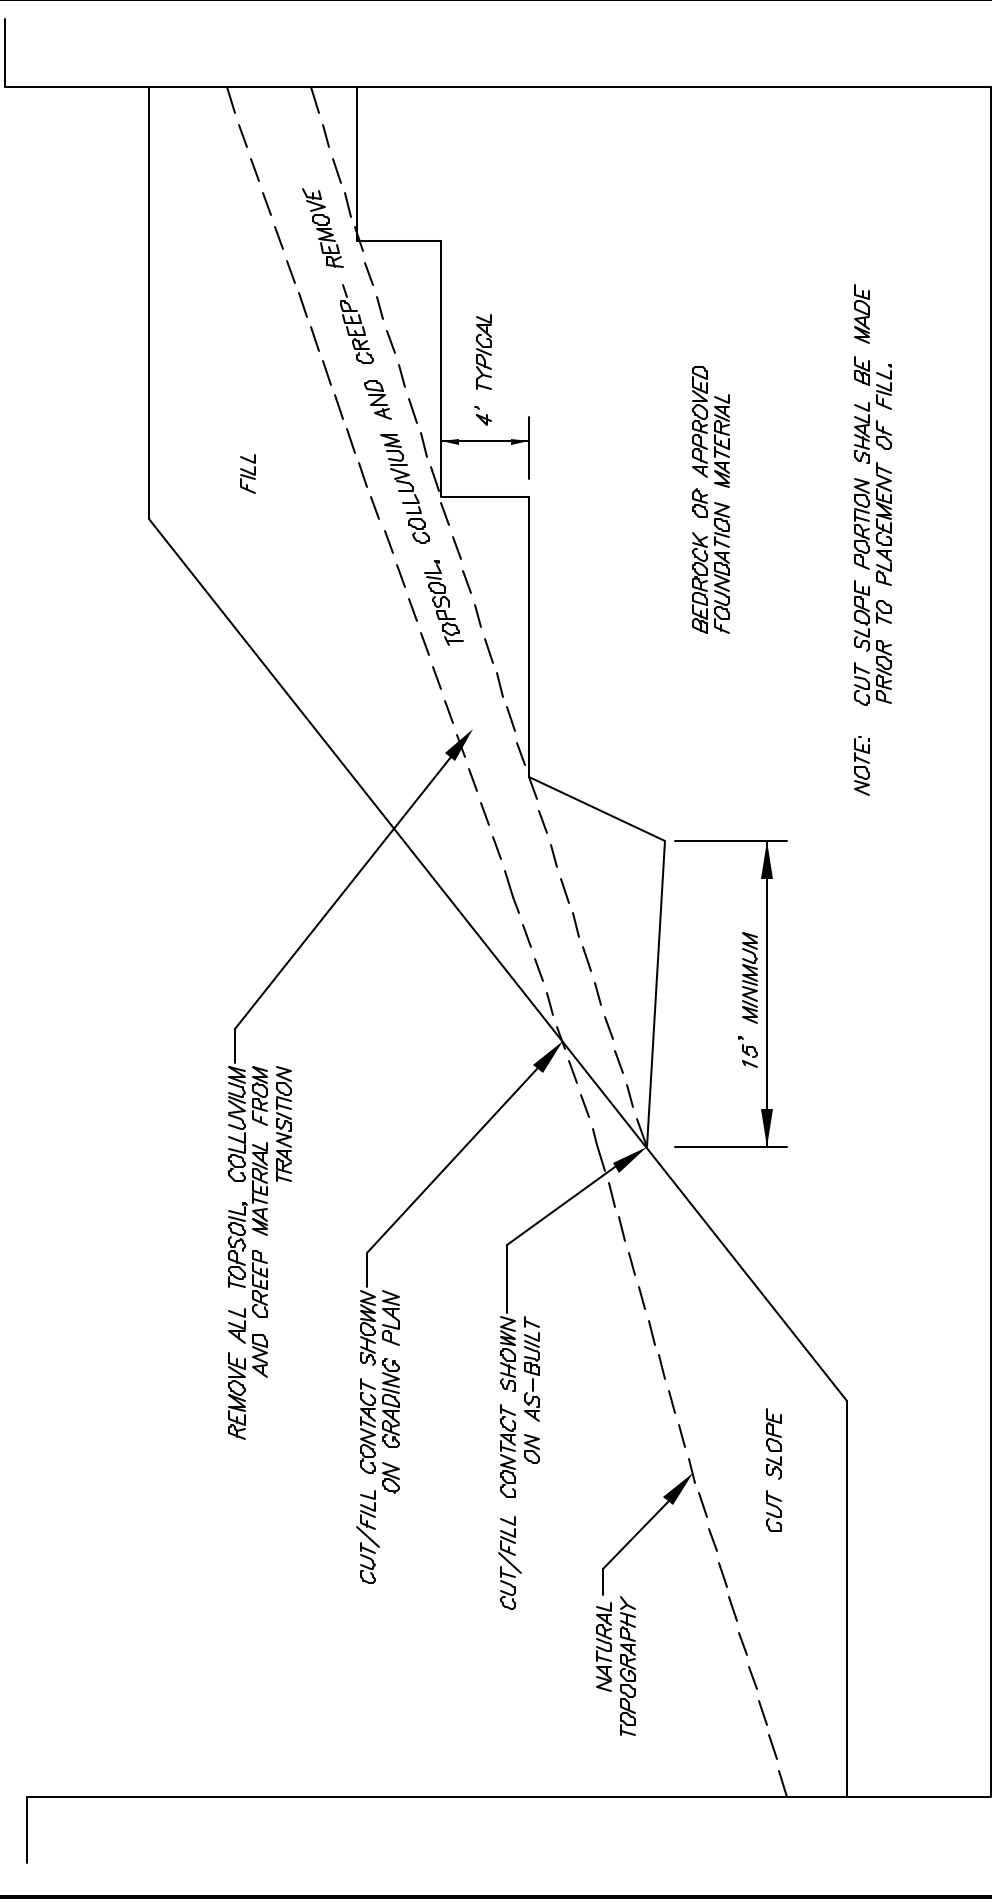 REMOVE ALL TOPSOIL, COLLUVIUM
AND CREEP MATERIAL FROM
TRANSITION
FILL
CUT/FILL CONTACT SHOWN
ON GRADING PLAN
TOPSOIL, COLLUVIUM AND CREEP - REMOVE
CUT/FILL CONTACT SHOWN
ON AS-BUILT
4' TYPICAL
NATURAL
TOPOGRAPHY
BEDROCK OR APPROVED
FOUNDATION MATERIAL
CUT SLOPE
15' MINIMUM
NOTE: CUT SLOPE PORTION SHALL BE MADE
PRIOR TO PLACEMENT OF FILL.